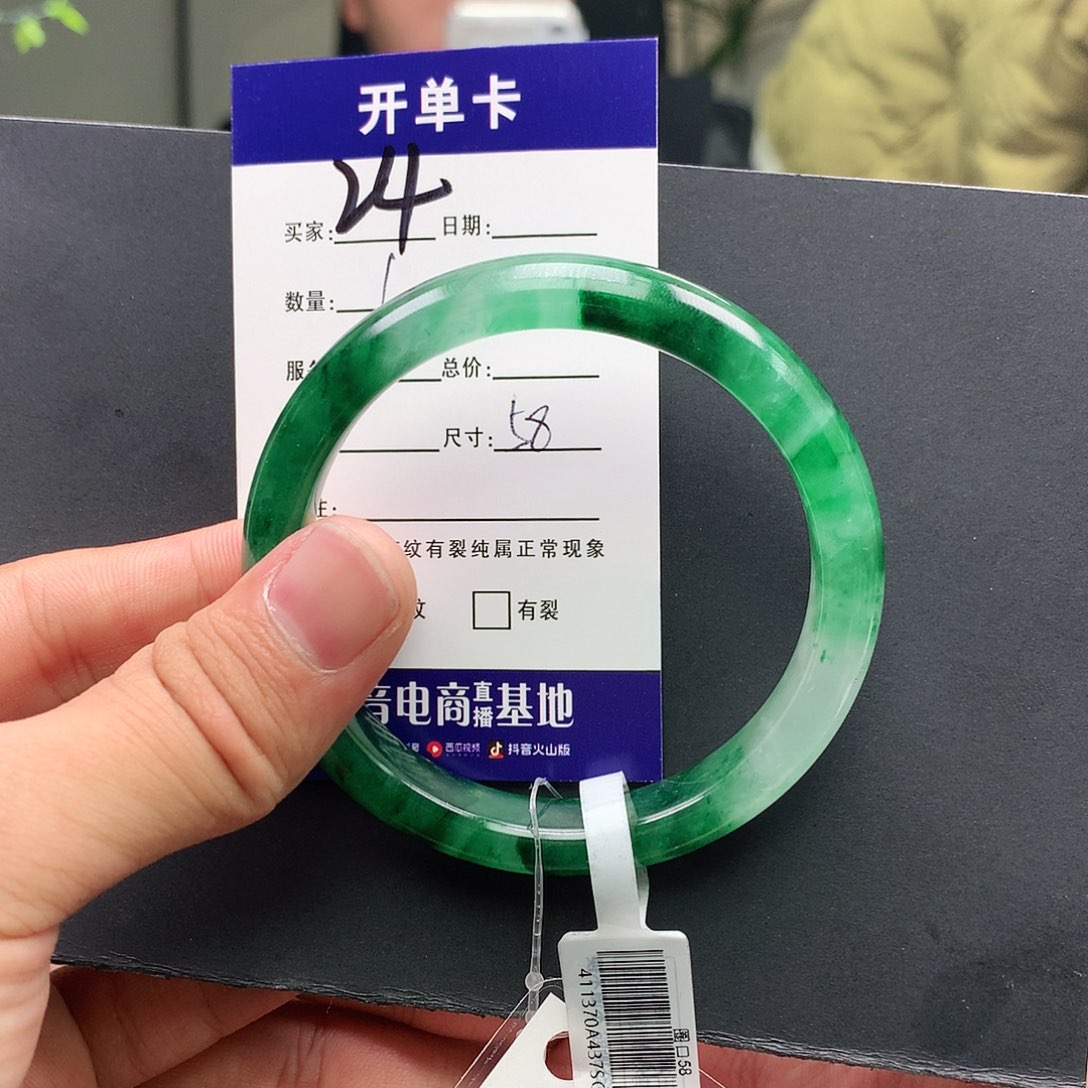 开单卡
买家: 24 日期:
数量: 1
服 总价:
尺寸: 58
纹有裂纯属正常现象
有裂
音电商直播基地
西瓜视频 抖音火山版
圈口58